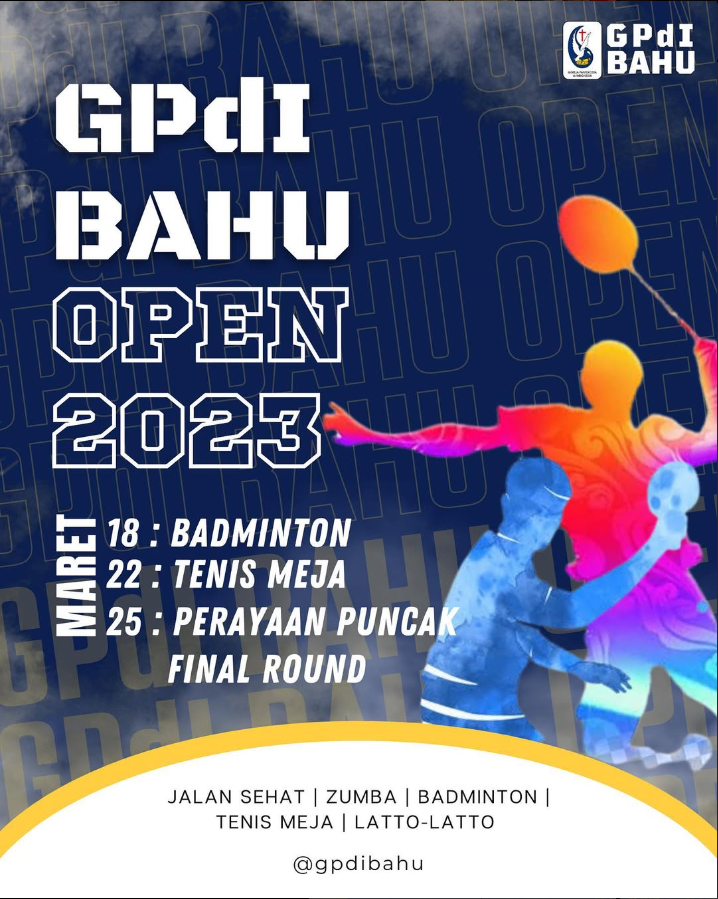 GPdI
BAHU
GPdI
BAHU
OPEN
2023
MARET
18 : BADMINTON
22 : TENIS MEJA
25 : PERAYAAN PUNCAK
FINAL ROUND
JALAN SEHAT | ZUMBA | BADMINTON |
TENIS MEJA | LATTO-LATTO
@gpdibahu